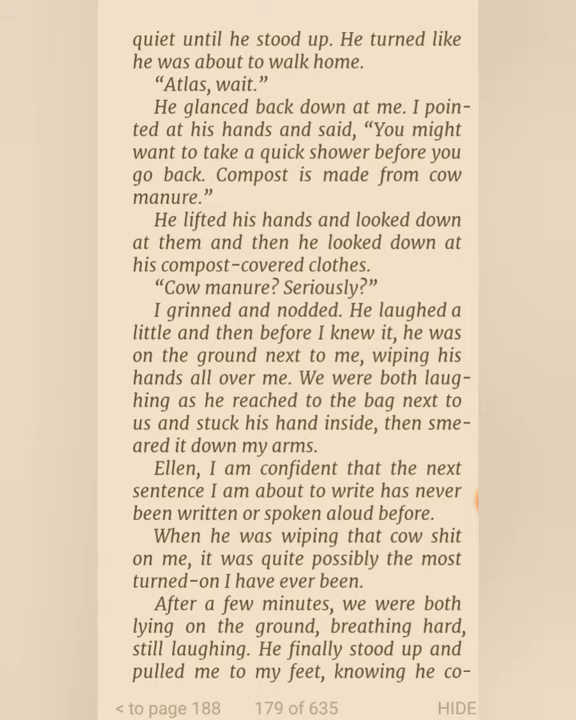 quiet until he stood up. He turned like
he was about to walk home.
“Atlas, wait.”
He glanced back down at me. I poin-
ted at his hands and said, “You might
want to take a quick shower before you
go back. Compost is made from cow
manure.”
He lifted his hands and looked down
at them and then he looked down at
his compost-covered clothes.
“Cow manure? Seriously?”
I grinned and nodded. He laughed a
little and then before I knew it, he was
on the ground next to me, wiping his
hands all over me. We were both laug-
hing as he reached to the bag next to
us and stuck his hand inside, then sme-
ared it down my arms.
Ellen, I am confident that the next
sentence I am about to write has never
been written or spoken aloud before.
When he was wiping that cow shit
on me, it was quite possibly the most
turned-on I have ever been.
After a few minutes, we were both
lying on the ground, breathing hard,
still laughing. He finally stood up and
pulled me to my feet, knowing he co-
< to page 188 179 of 635 HIDE